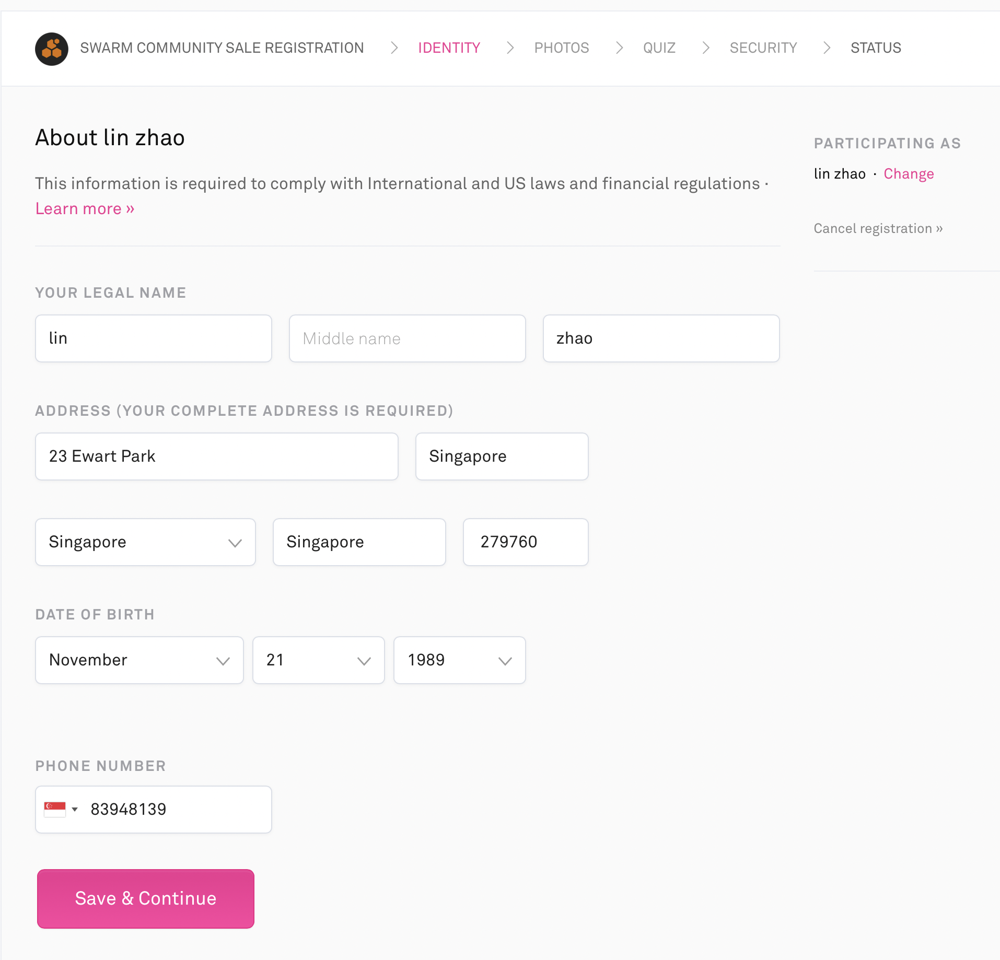 SWARM COMMUNITY SALE REGISTRATION IDENTITY PHOTOS QUIZ SECURITY STATUS
About lin zhao
This information is required to comply with International and US laws and financial regulations ·
Learn more »
PARTICIPATING AS
lin zhao · Change
Cancel registration »
YOUR LEGAL NAME
lin Middle name zhao
ADDRESS (YOUR COMPLETE ADDRESS IS REQUIRED)
23 Ewart Park Singapore
Singapore Singapore 279760
DATE OF BIRTH
November 21 1989
PHONE NUMBER
83948139
Save & Continue